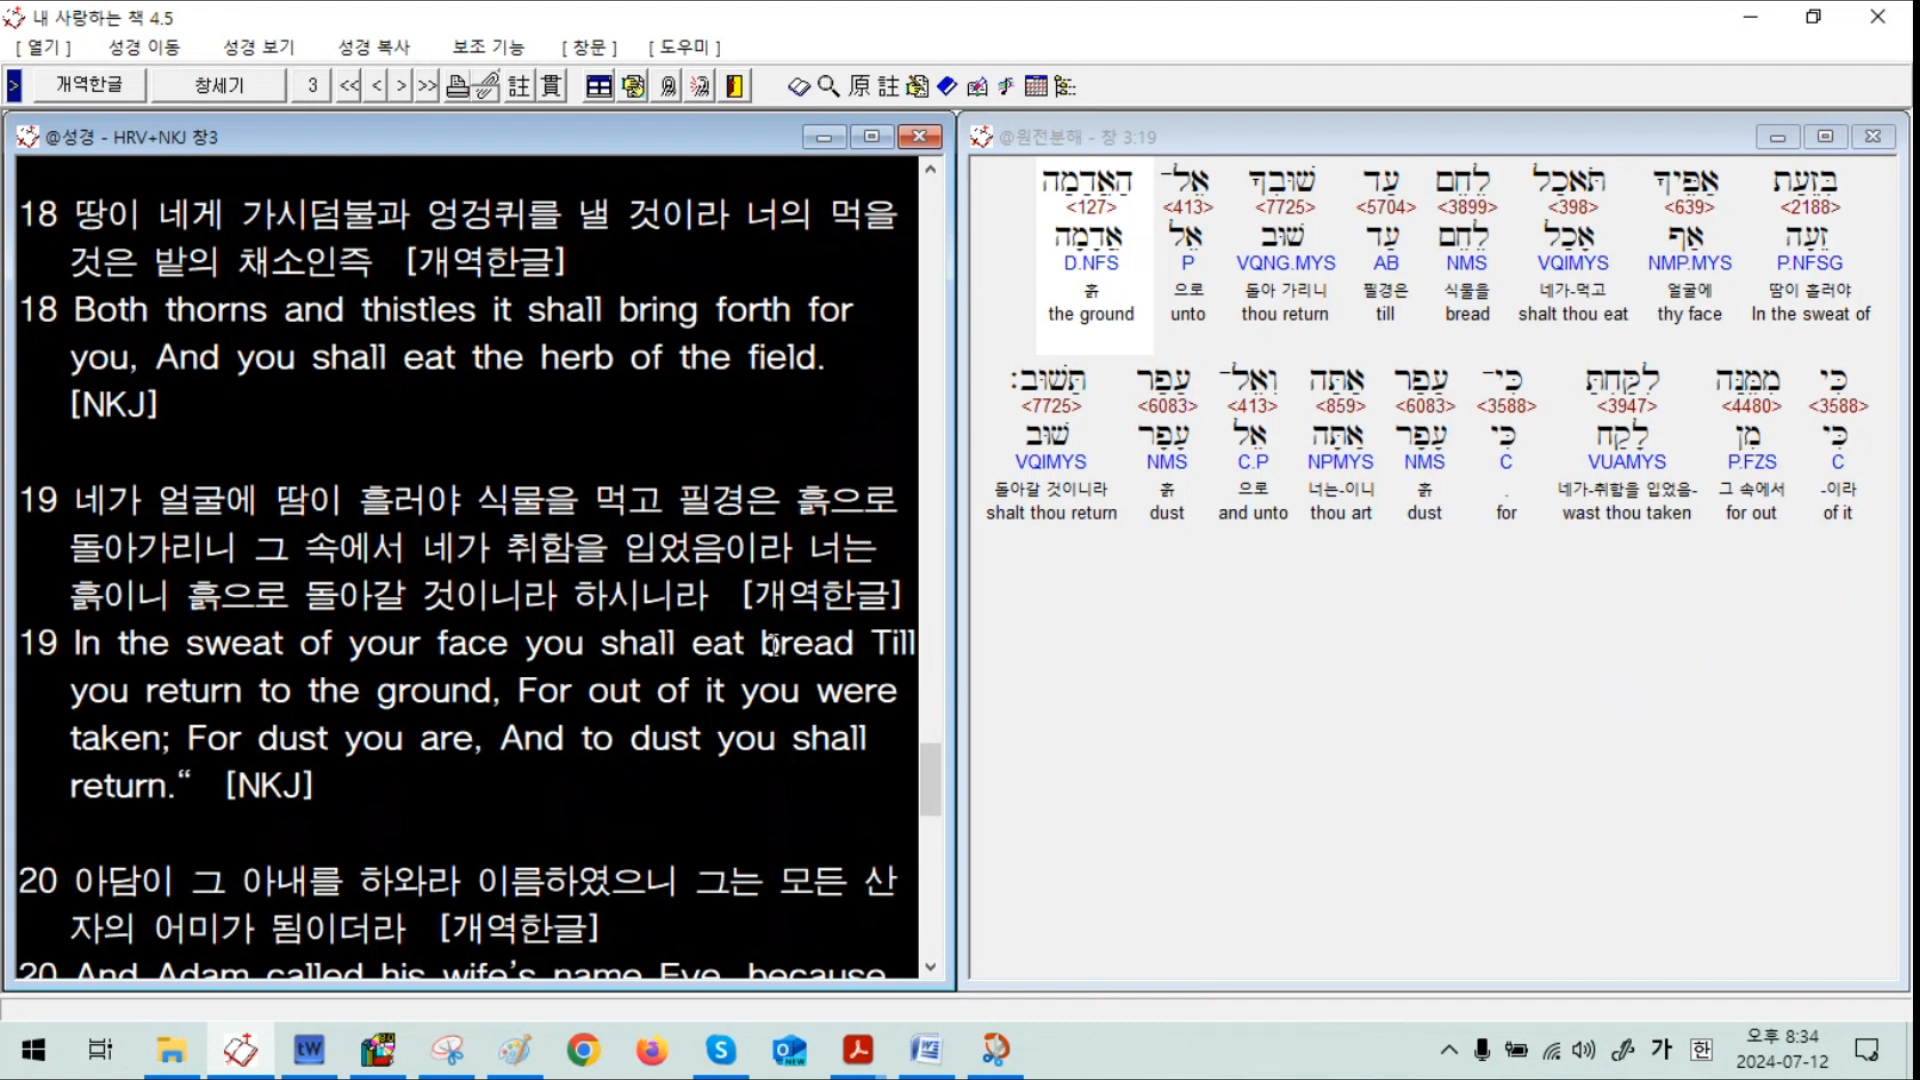 내 사랑하는 책 4.5
[ 열기 ] 성경 이동 성경 보기 성경 복사 보조 기능 [ 창문 ] [ 도우미 ]
> 개역한글 창세기 3 << < > >> 註 貫 原 註
@성경 - HRV+NKJ 창3
18 땅이 네게 가시덤불과 엉겅퀴를 낼 것이라 너의 먹을
것은 밭의 채소인즉 [개역한글]
18 Both thorns and thistles it shall bring forth for
you, And you shall eat the herb of the field.
[NKJ]
19 네가 얼굴에 땀이 흘러야 식물을 먹고 필경은 흙으로
돌아가리니 그 속에서 네가 취함을 입었음이라 너는
흙이니 흙으로 돌아갈 것이니라 하시니라 [개역한글]
19 In the sweat of your face you shall eat bread Till
you return to the ground, For out of it you were
taken; For dust you are, And to dust you shall
return.“ [NKJ]
20 아담이 그 아내를 하와라 이름하였으니 그는 모든 산
자의 어미가 됨이더라 [개역한글]
20 And Adam called his wife's name Eve, because
@원전분해 - 창 3:19
בְּזֵעַת אַפֶּיךָ תֹּאכַל לֶחֶם עַד שׁוּבְךָ אֶל־ הָאֲדָמָה
<127> <413> <7725> <5704> <3899> <398> <639> <2188>
זֵעָה אַף אָכַל לֶחֶם עַד שׁוּב אֶל אֲדָמָה
D.NFS P VQNG.MYS AB NMS VQIMYS NMP.MYS P.NFSG
흙 으로 돌아 가리니 필경은 식물을 네가-먹고 얼굴에 땀이 흘러야
the ground unto thou return till bread shalt thou eat thy face In the sweat of
כִּי מִמֶּנָּה לֻקָּחְתָּ כִּי־ עָפָר אַתָּה וְאֶל־ עָפָר תָּשׁוּב׃
<7725> <6083> <413> <859> <6083> <3588> <3947> <4480> <3588>
כִּי מִן לָקַח כִּי עָפָר אַתָּה אֶל עָפָר שׁוּב
VQIMYS NMS C.P NPMYS NMS C VUAMYS P.FZS C
돌아갈 것이니라 흙 으로 너는-이니 흙 . 네가-취함을 입었음- 그 속에서 -이라
shalt thou return dust and unto thou art dust for wast thou taken for out of it
가 한 오후 8:34
2024-07-12